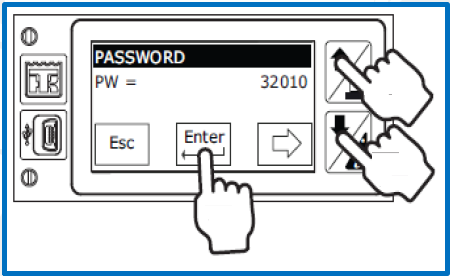 PASSWORD
PW = 32010
Esc Enter